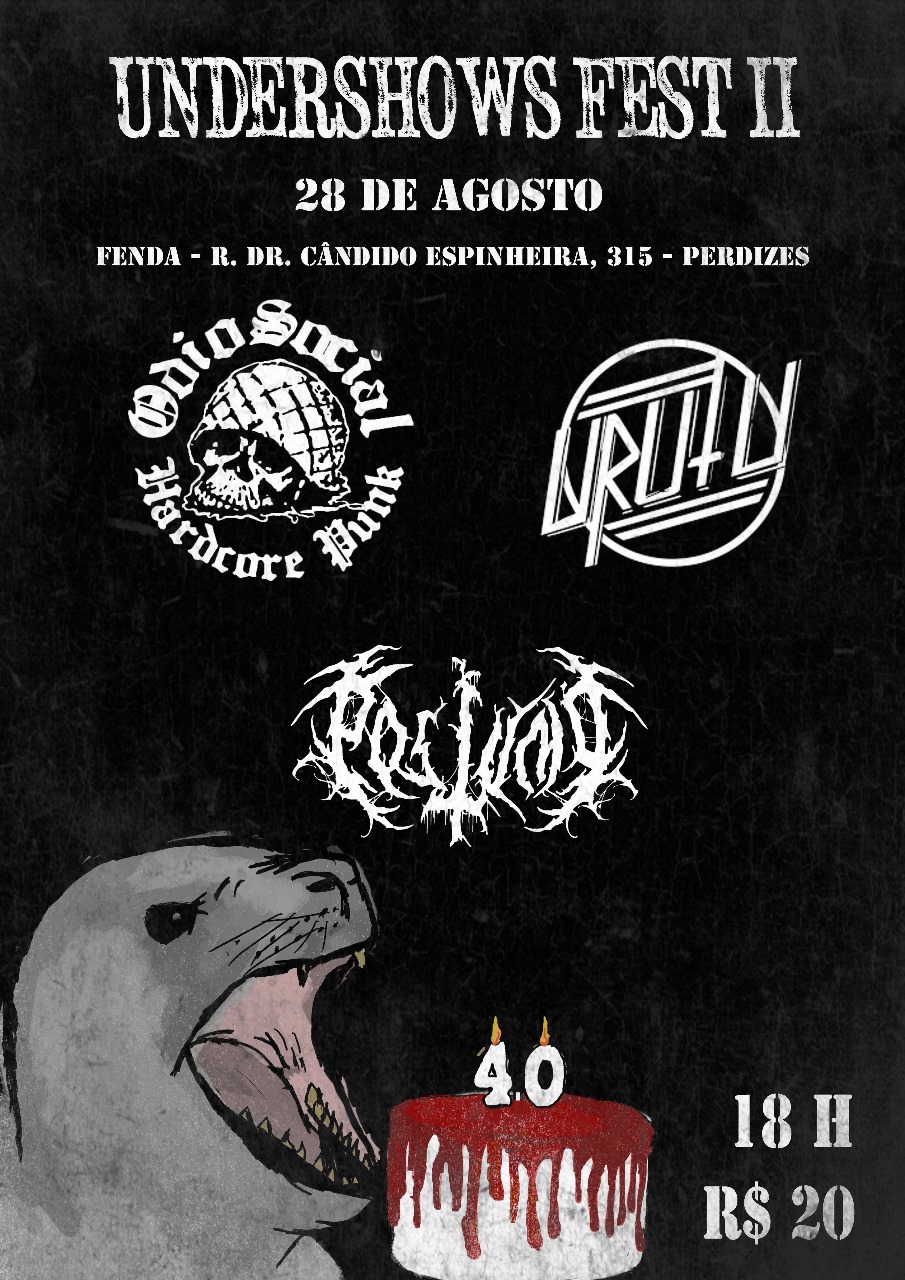 UNDERSHOWS FEST II
28 DE AGOSTO
FENDA - R. DR. CÂNDIDO ESPINHEIRA, 315 - PERDIZES
Odio Social
Hardcore Punk
40
18 H
R$ 20